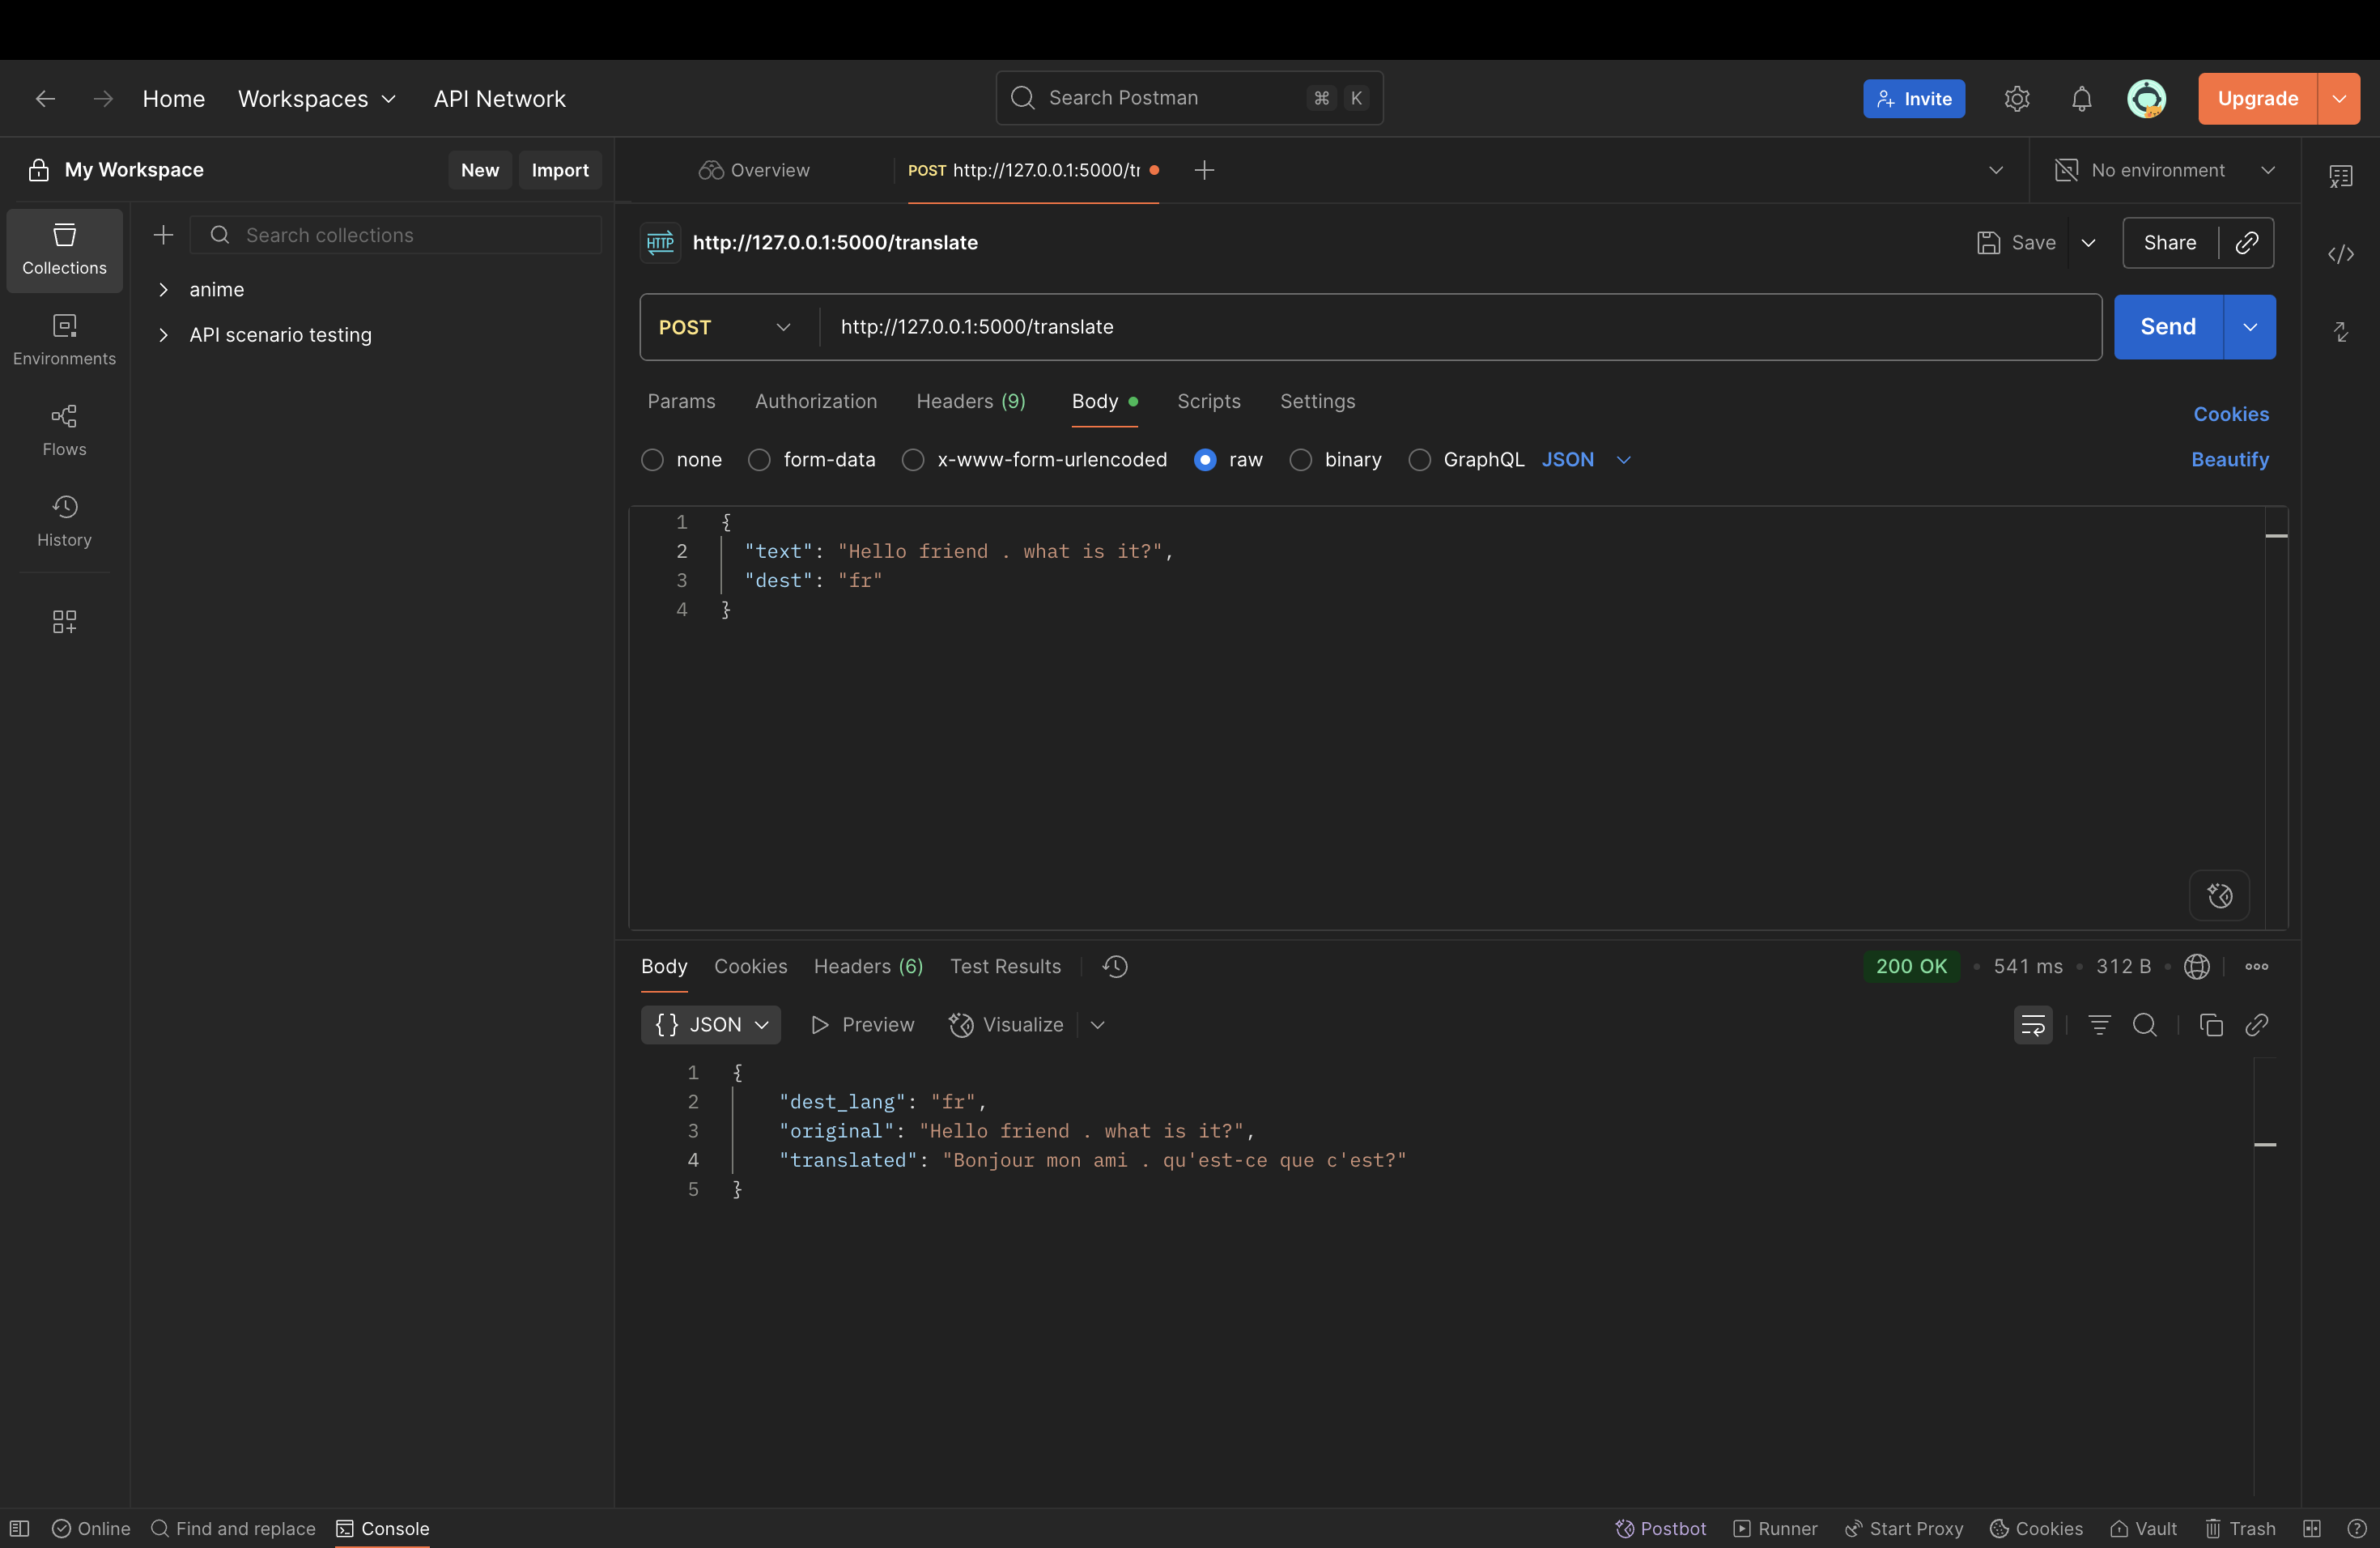 Home Workspaces API Network
Search Postman ⌘ K
Invite
Upgrade
My Workspace
New Import
Overview
POST http://127.0.0.1:5000/tr
No environment
Collections
Environments
Flows
History
Search collections
anime
API scenario testing
HTTP http://127.0.0.1:5000/translate
Save
Share
POST http://127.0.0.1:5000/translate
Send
Params Authorization Headers (9) Body Scripts Settings
Cookies
none form-data x-www-form-urlencoded raw binary GraphQL JSON
Beautify
1 {
2 "text": "Hello friend . what is it?",
3 "dest": "fr"
4 }
Body Cookies Headers (6) Test Results
200 OK • 541 ms • 312 B
{} JSON Preview Visualize
1 {
2 "dest_lang": "fr",
3 "original": "Hello friend . what is it?",
4 "translated": "Bonjour mon ami . qu'est-ce que c'est?"
5 }
Online Find and replace Console
Postbot Runner Start Proxy Cookies Vault Trash